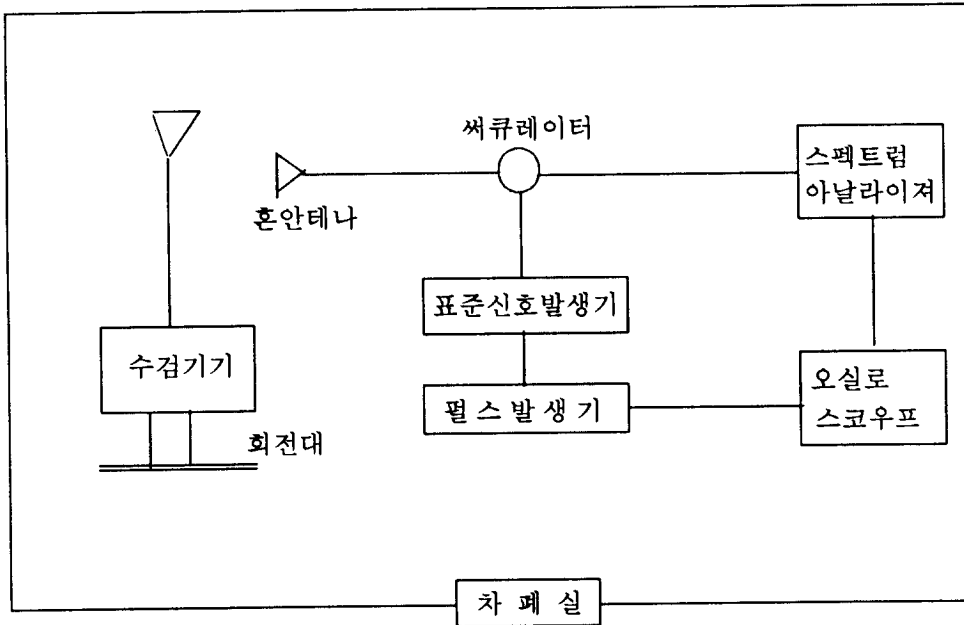 써큐레이터
스펙트럼
아날라이져
혼안테나
표준신호발생기
수검기기
오실로
스코우프
펄스발생기
회전대
차폐실